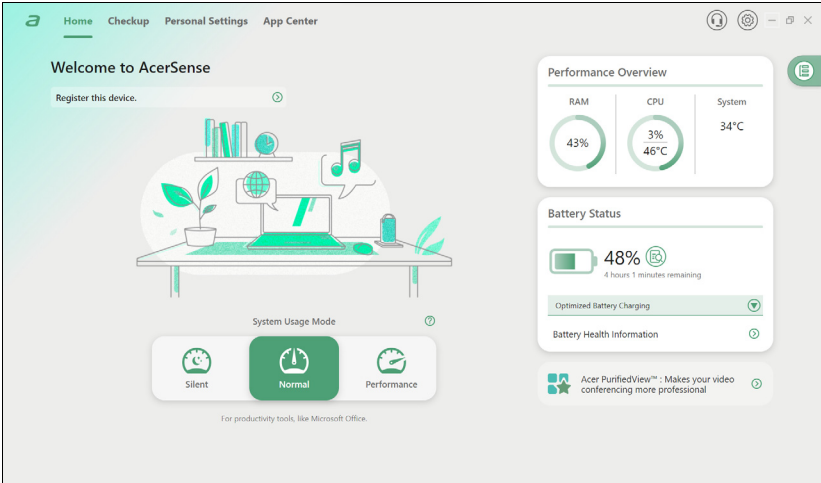 Home Checkup Personal Settings App Center
Welcome to AcerSense
Register this device.
System Usage Mode
Silent
Normal
Performance
For productivity tools, like Microsoft Office.
Performance Overview
RAM
43%
CPU
3%
46°C
System
34°C
Battery Status
48%
4 hours 1 minutes remaining
Optimized Battery Charging
Battery Health Information
Acer PurifiedView™ : Makes your video
conferencing more professional